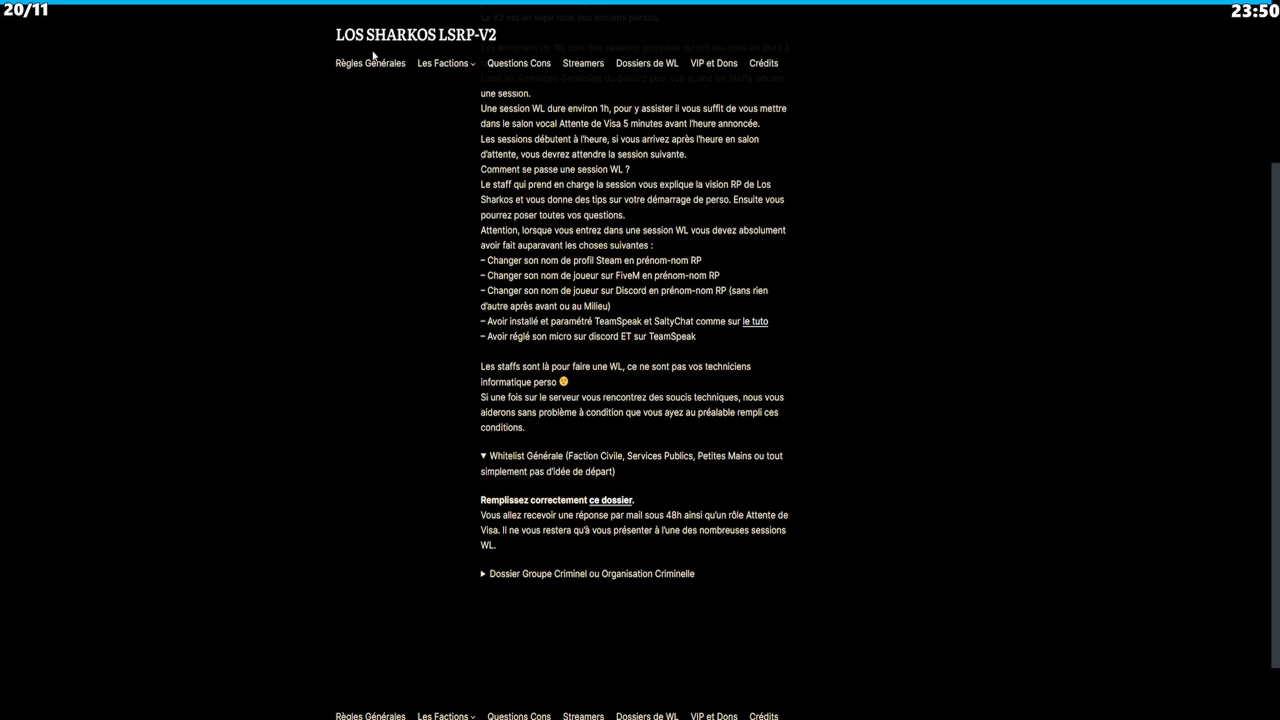 20/11
23:50
La V2 est un wipe total des anciens persos.
LOS SHARKOS LSRP-V2
Règles Générales Les Factions Questions Cons Streamers Dossiers de WL VIP et Dons Crédits
une session.
Une session WL dure environ 1h, pour y assister il vous suffit de vous mettre
dans le salon vocal Attente de Visa 5 minutes avant l'heure annoncée.
Les sessions débutent à l'heure, si vous arrivez après l'heure en salon
d'attente, vous devrez attendre la session suivante.
Comment se passe une session WL ?
Le staff qui prend en charge la session vous explique la vision RP de Los
Sharkos et vous donne des tips sur votre démarrage de perso. Ensuite vous
pourrez poser toutes vos questions.
Attention, lorsque vous entrez dans une session WL vous devez absolument
avoir fait auparavant les choses suivantes :
– Changer son nom de profil Steam en prénom-nom RP
– Changer son nom de joueur sur FiveM en prénom-nom RP
– Changer son nom de joueur sur Discord en prénom-nom RP (sans rien
d'autre après avant ou au Milieu)
– Avoir installé et paramétré TeamSpeak et SaltyChat comme sur le tuto
– Avoir réglé son micro sur discord ET sur TeamSpeak
Les staffs sont là pour faire une WL, ce ne sont pas vos techniciens
informatique perso 🤨
Si une fois sur le serveur vous rencontrez des soucis techniques, nous vous
aiderons sans problème à condition que vous ayez au préalable rempli ces
conditions.
▼ Whitelist Générale (Faction Civile, Services Publics, Petites Mains ou tout
simplement pas d'idée de départ)
Remplissez correctement ce dossier.
Vous allez recevoir une réponse par mail sous 48h ainsi qu'un rôle Attente de
Visa. Il ne vous restera qu'à vous présenter à l'une des nombreuses sessions
WL.
▶ Dossier Groupe Criminel ou Organisation Criminelle
Règles Générales Les Factions Questions Cons Streamers Dossiers de WL VIP et Dons Crédits